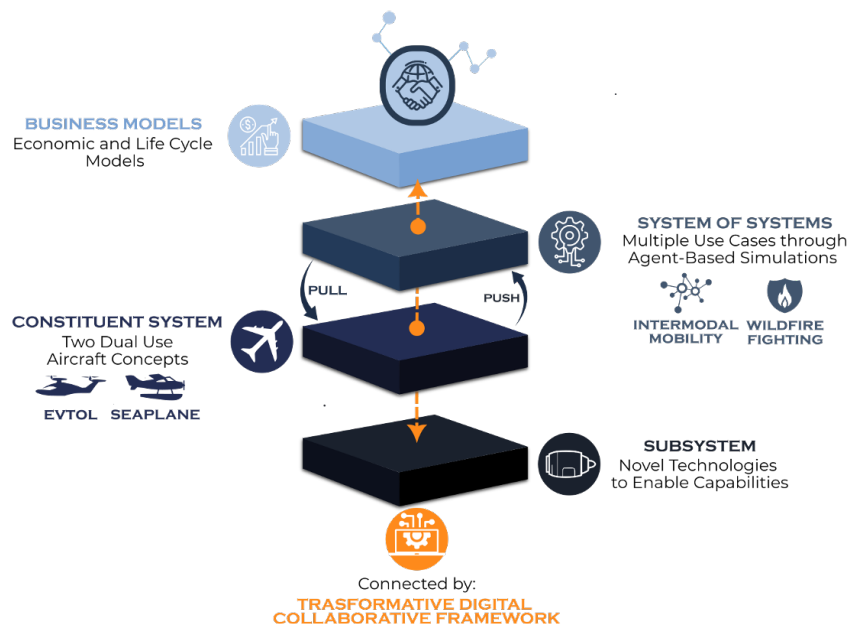 BUSINESS MODELS
Economic and Life Cycle
Models
SYSTEM OF SYSTEMS
Multiple Use Cases through
Agent-Based Simulations
INTERMODAL
MOBILITY
WILDFIRE
FIGHTING
PULL
PUSH
CONSTITUENT SYSTEM
Two Dual Use
Aircraft Concepts
EVTOL
SEAPLANE
SUBSYSTEM
Novel Technologies
to Enable Capabilities
Connected by:
TRASFORMATIVE DIGITAL
COLLABORATIVE FRAMEWORK